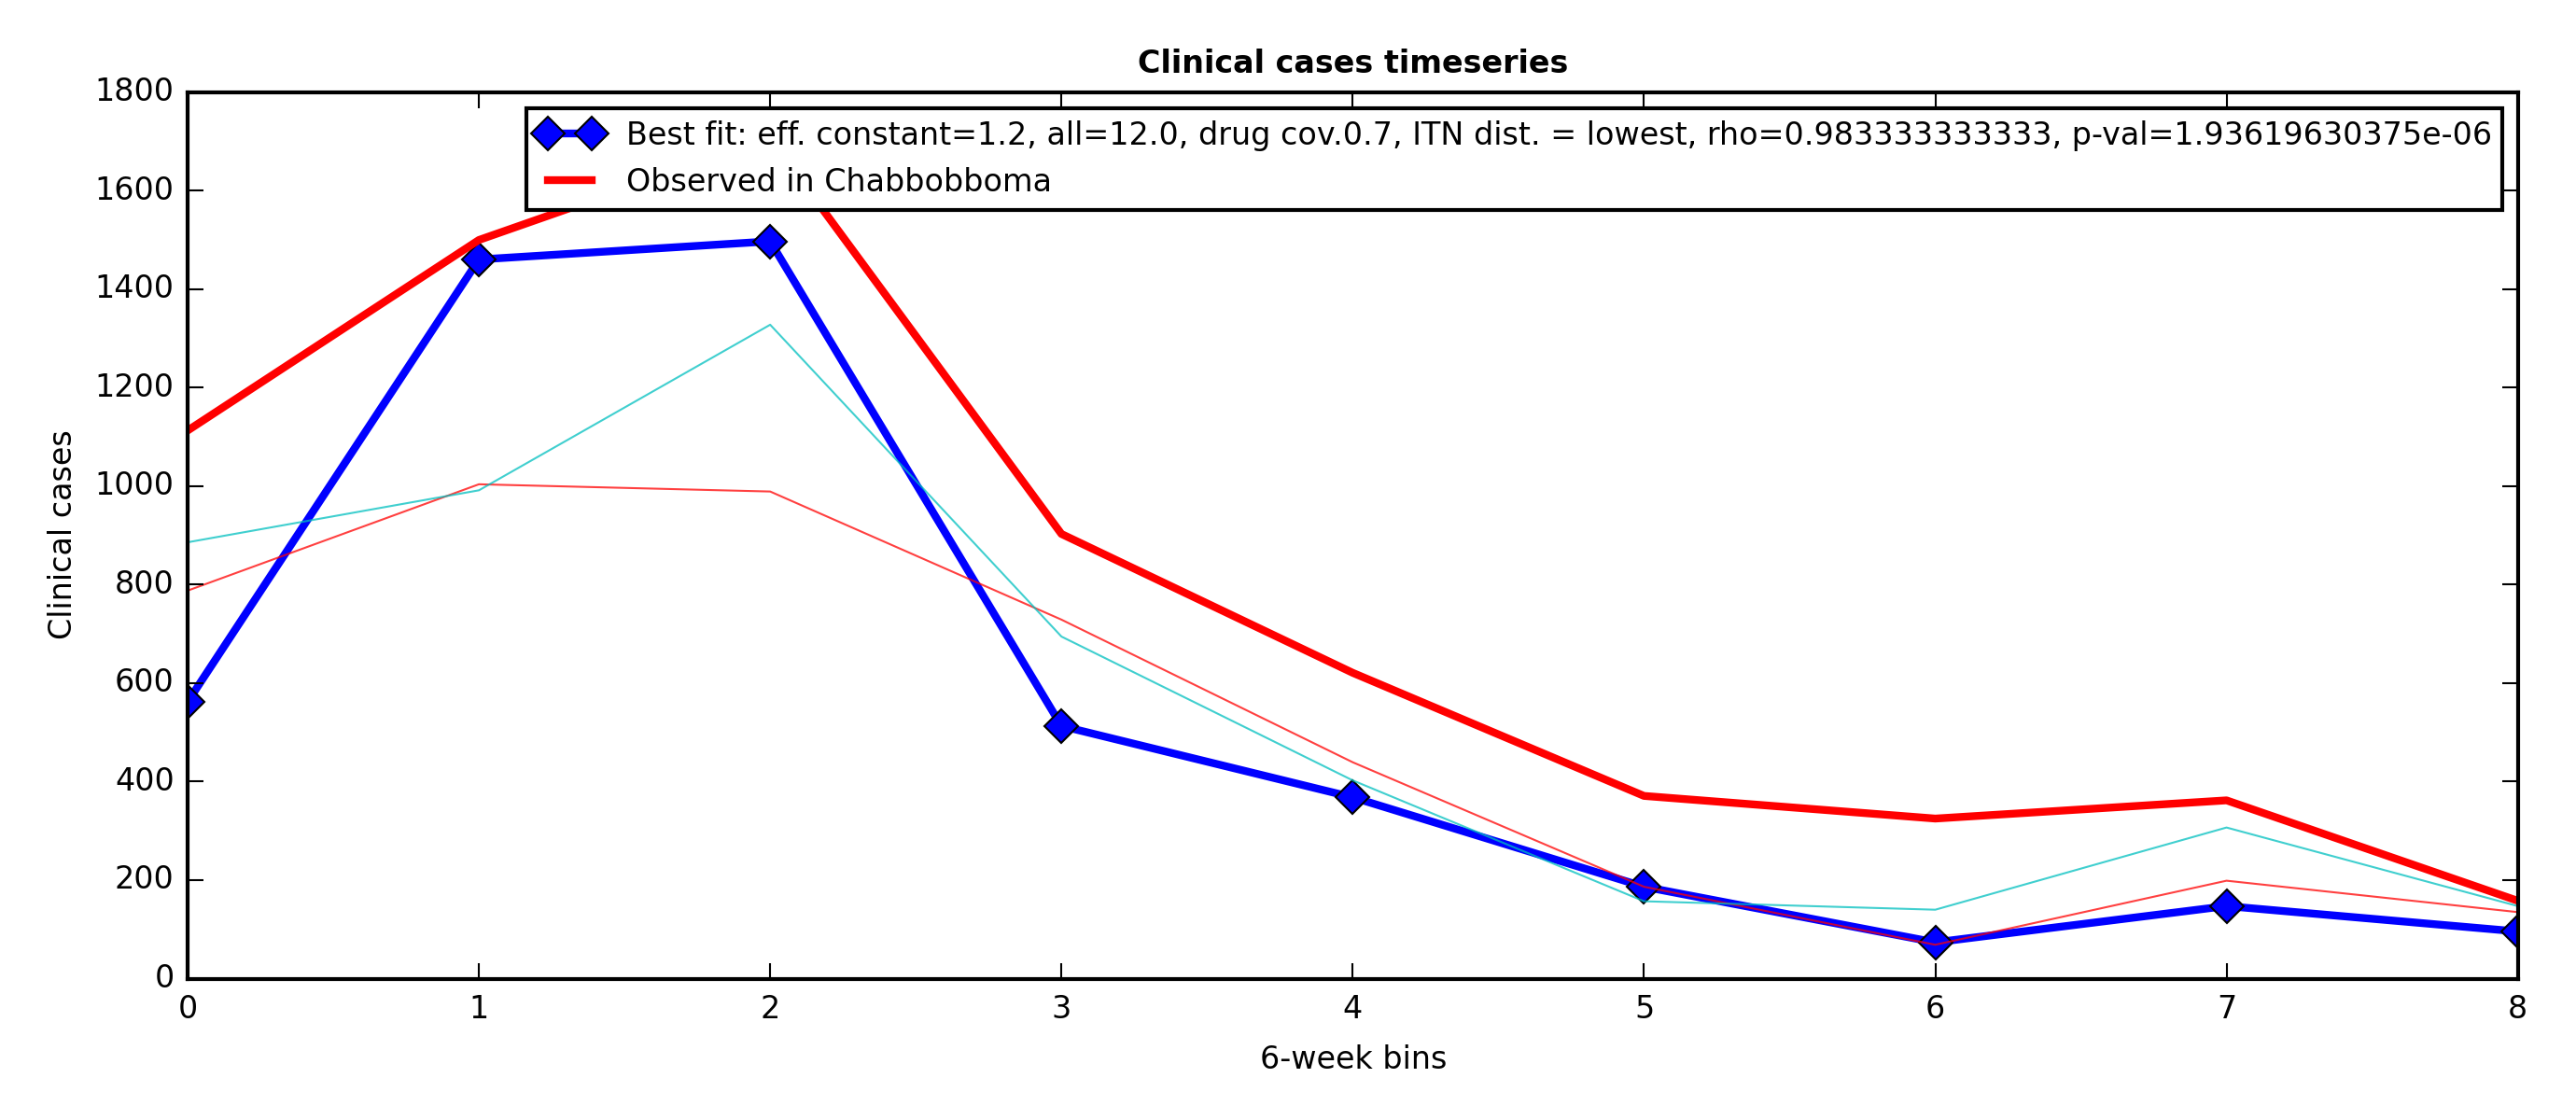 Clinical cases timeseries
1800
1600
1400
1200
1000
800
600
400
200
0
Clinical cases
Best fit: eff. constant=1.2, all=12.0, drug cov.0.7, ITN dist. = lowest, rho=0.983333333333, p-val=1.93619630375e-06
Observed in Chabbobboma
0 1 2 3 4 5 6 7 8
6-week bins